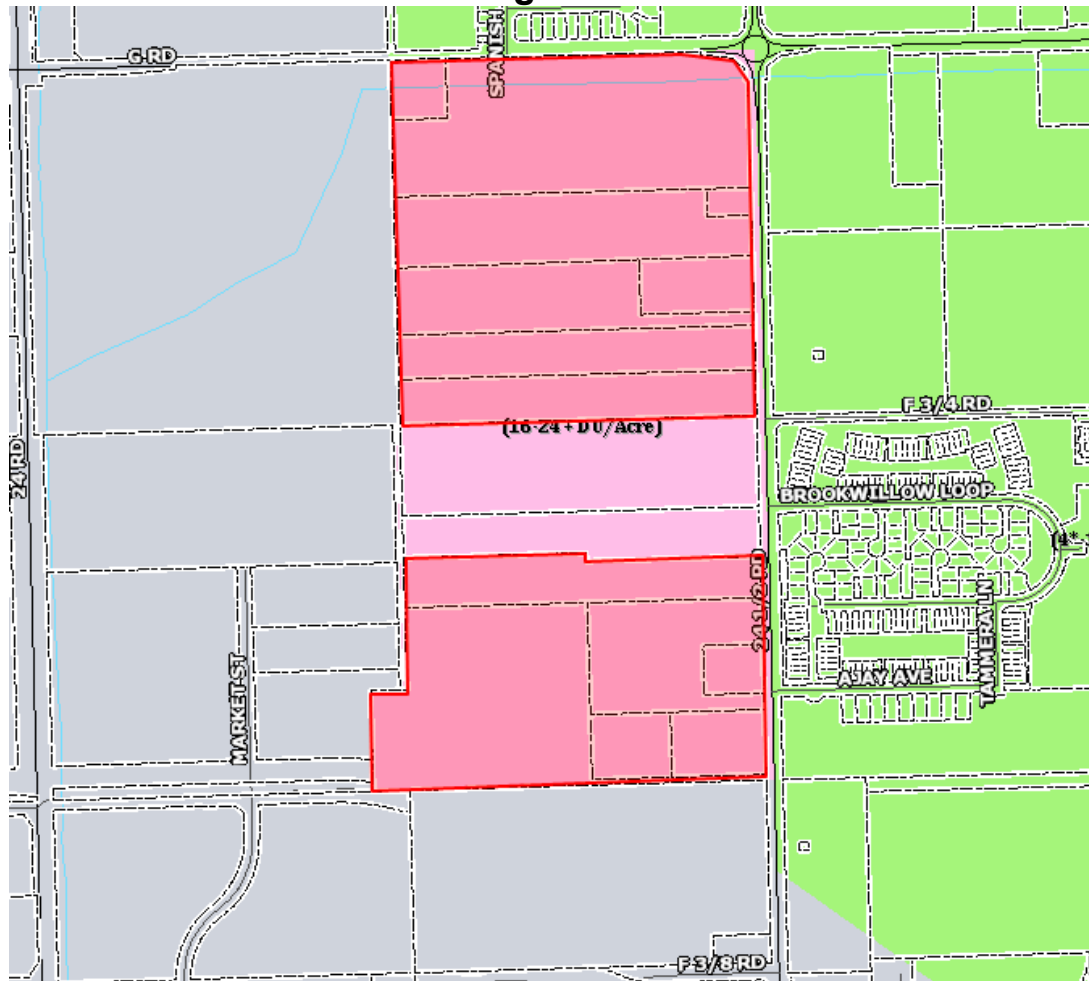 SPANISH
G RD
(16-24+DU/Acre)
F 3/4 RD
24 RD
BROOKWILLOW LOOP
(4*
24 1/2 RD
TAMMERA LN
MARKET ST
AJAY AVE
F 3/8 RD